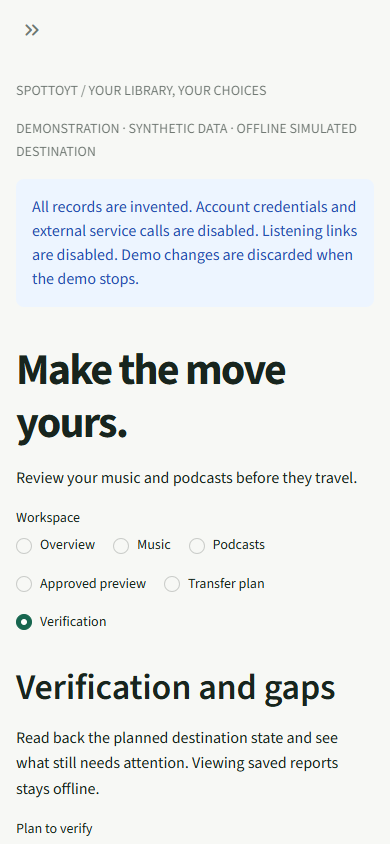 SPOTTOYT / YOUR LIBRARY, YOUR CHOICES
DEMONSTRATION · SYNTHETIC DATA · OFFLINE SIMULATED
DESTINATION
All records are invented. Account credentials and
external service calls are disabled. Listening links
are disabled. Demo changes are discarded when
the demo stops.
Make the move
yours.
Review your music and podcasts before they travel.
Workspace
Overview Music Podcasts
Approved preview Transfer plan
Verification
Verification and gaps
Read back the planned destination state and see
what still needs attention. Viewing saved reports
stays offline.
Plan to verify